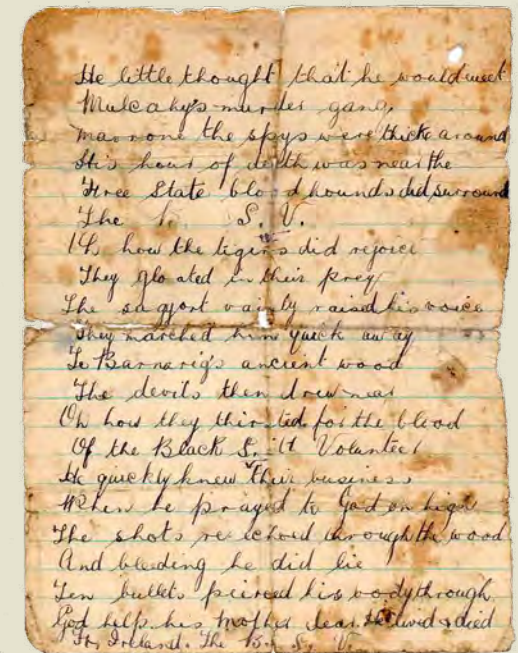 He little thought that he would meet
Mulcahy's murder gang,
mavrone the spys were thick around
His hour of death was near the
Free State blood hounds did surround
The B. S. V.
Oh how the tigers did rejoice
They gloated in their prey
The saggort vainly raised his voice
They marched him quick away
To Barnarig's ancient wood
The devils then drew near
Oh how they thirsted for the blood
Of the Black S. it Volunteer
He quickly knew their business
When he prayed to God on high
The shots re echoed through the wood
And bleeding he did lie
Ten bullets pierced his body through
God help his Mother dear. He lived & died
For Ireland. The B. S. V.